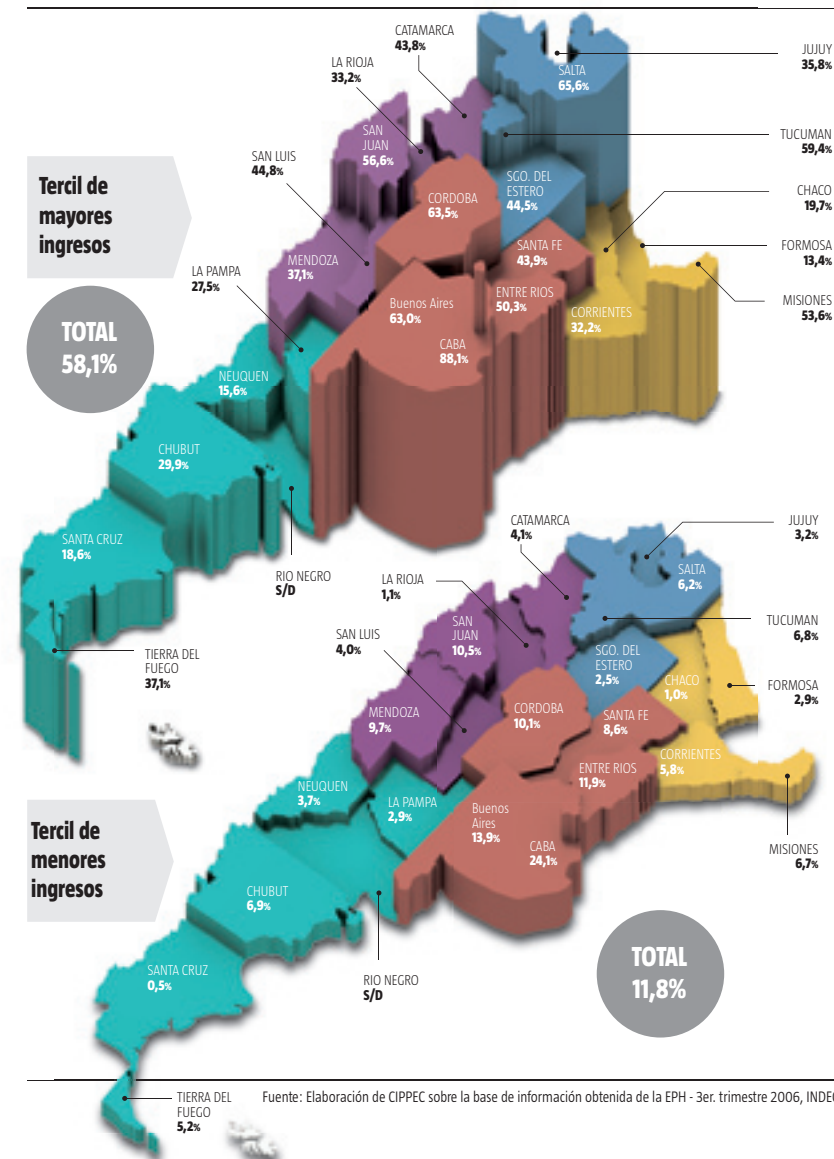 CATAMARCA
43,8%
LA RIOJA
33,2%
JUJUY
35,8%
SALTA
65,6%
TUCUMAN
59,4%
SAN
JUAN
56,6%
SAN LUIS
44,8%
Tercil de
mayores
ingresos
CORDOBA
63,5%
SGO. DEL
ESTERO
44,5%
CHACO
19,7%
FORMOSA
13,4%
MISIONES
53,6%
MENDOZA
37,1%
LA PAMPA
27,5%
SANTA FE
43,9%
ENTRE RIOS
50,3%
CORRIENTES
32,2%
Buenos Aires
63,0%
CABA
88,1%
TOTAL
58,1%
NEUQUEN
15,6%
CHUBUT
29,9%
SANTA CRUZ
18,6%
RIO NEGRO
S/D
TIERRA DEL
FUEGO
37,1%
CATAMARCA
4,1%
JUJUY
3,2%
LA RIOJA
1,1%
SALTA
6,2%
TUCUMAN
6,8%
SAN LUIS
4,0%
SAN
JUAN
10,5%
SGO. DEL
ESTERO
2,5%
CHACO
1,0%
FORMOSA
2,9%
MENDOZA
9,7%
CORDOBA
10,1%
SANTA FE
8,6%
CORRIENTES
5,8%
ENTRE RIOS
11,9%
NEUQUEN
3,7%
LA PAMPA
2,9%
Buenos
Aires
13,9%
CABA
24,1%
MISIONES
6,7%
Tercil de
menores
ingresos
CHUBUT
6,9%
SANTA CRUZ
0,5%
RIO NEGRO
S/D
TOTAL
11,8%
TIERRA DEL
FUEGO
5,2%
Fuente: Elaboración de CIPPEC sobre la base de información obtenida de la EPH - 3er. trimestre 2006, INDEC